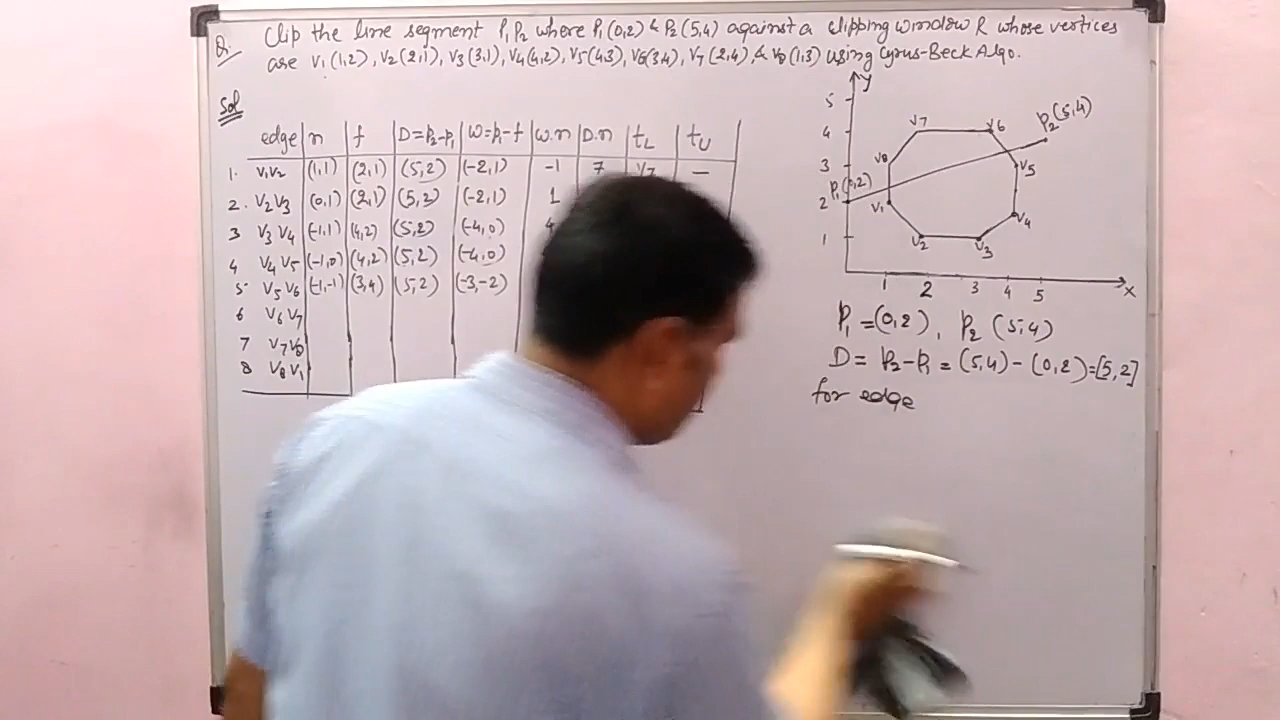 Q. Clip the line segment P1P2 where P1(0,2) & P2(5,4) against a clipping window R whose vertices
are V1(1,2), V2(2,1), V3(3,1), V4(4,2), V5(4,3), V6(3,4), V7(2,4), & V8(1,3) using Cyrus-Beck Algo.
Sol
edge n f D=P2-P1 W=P1-f W.n D.n tL tU
1. V1V2 (1,1) (2,1) (5,2) (-2,1) -1 7 1/7 —
2. V2V3 (0,1) (2,1) (5,2) (-2,1) 1
3 V3V4 (-1,1) (4,2) (5,2) (-4,0) 4
4 V4V5 (-1,0) (4,2) (5,2) (-4,0)
5 V5V6 (-1,-1) (3,4) (5,2) (-3,-2)
6 V6V7
7 V7V8
8 V8V1
y
5
4
3
2
1
1 2 3 4 5 x
V7 V6 P2(5,4)
V8 V5
P1(0,2)
V1 V4
V2 V3
P1=(0,2), P2(5,4)
D= P2-P1 = (5,4)-(0,2)=[5,2]
for edge